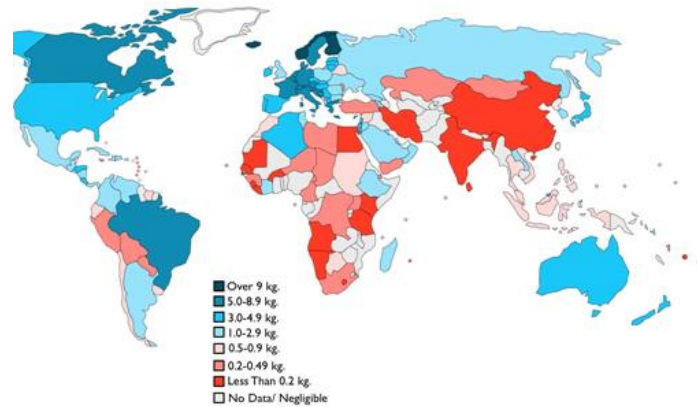 Over 9 kg.
5.0-8.9 kg.
3.0-4.9 kg.
1.0-2.9 kg.
0.5-0.9 kg.
0.2-0.49 kg.
Less Than 0.2 kg.
No Data/ Negligible